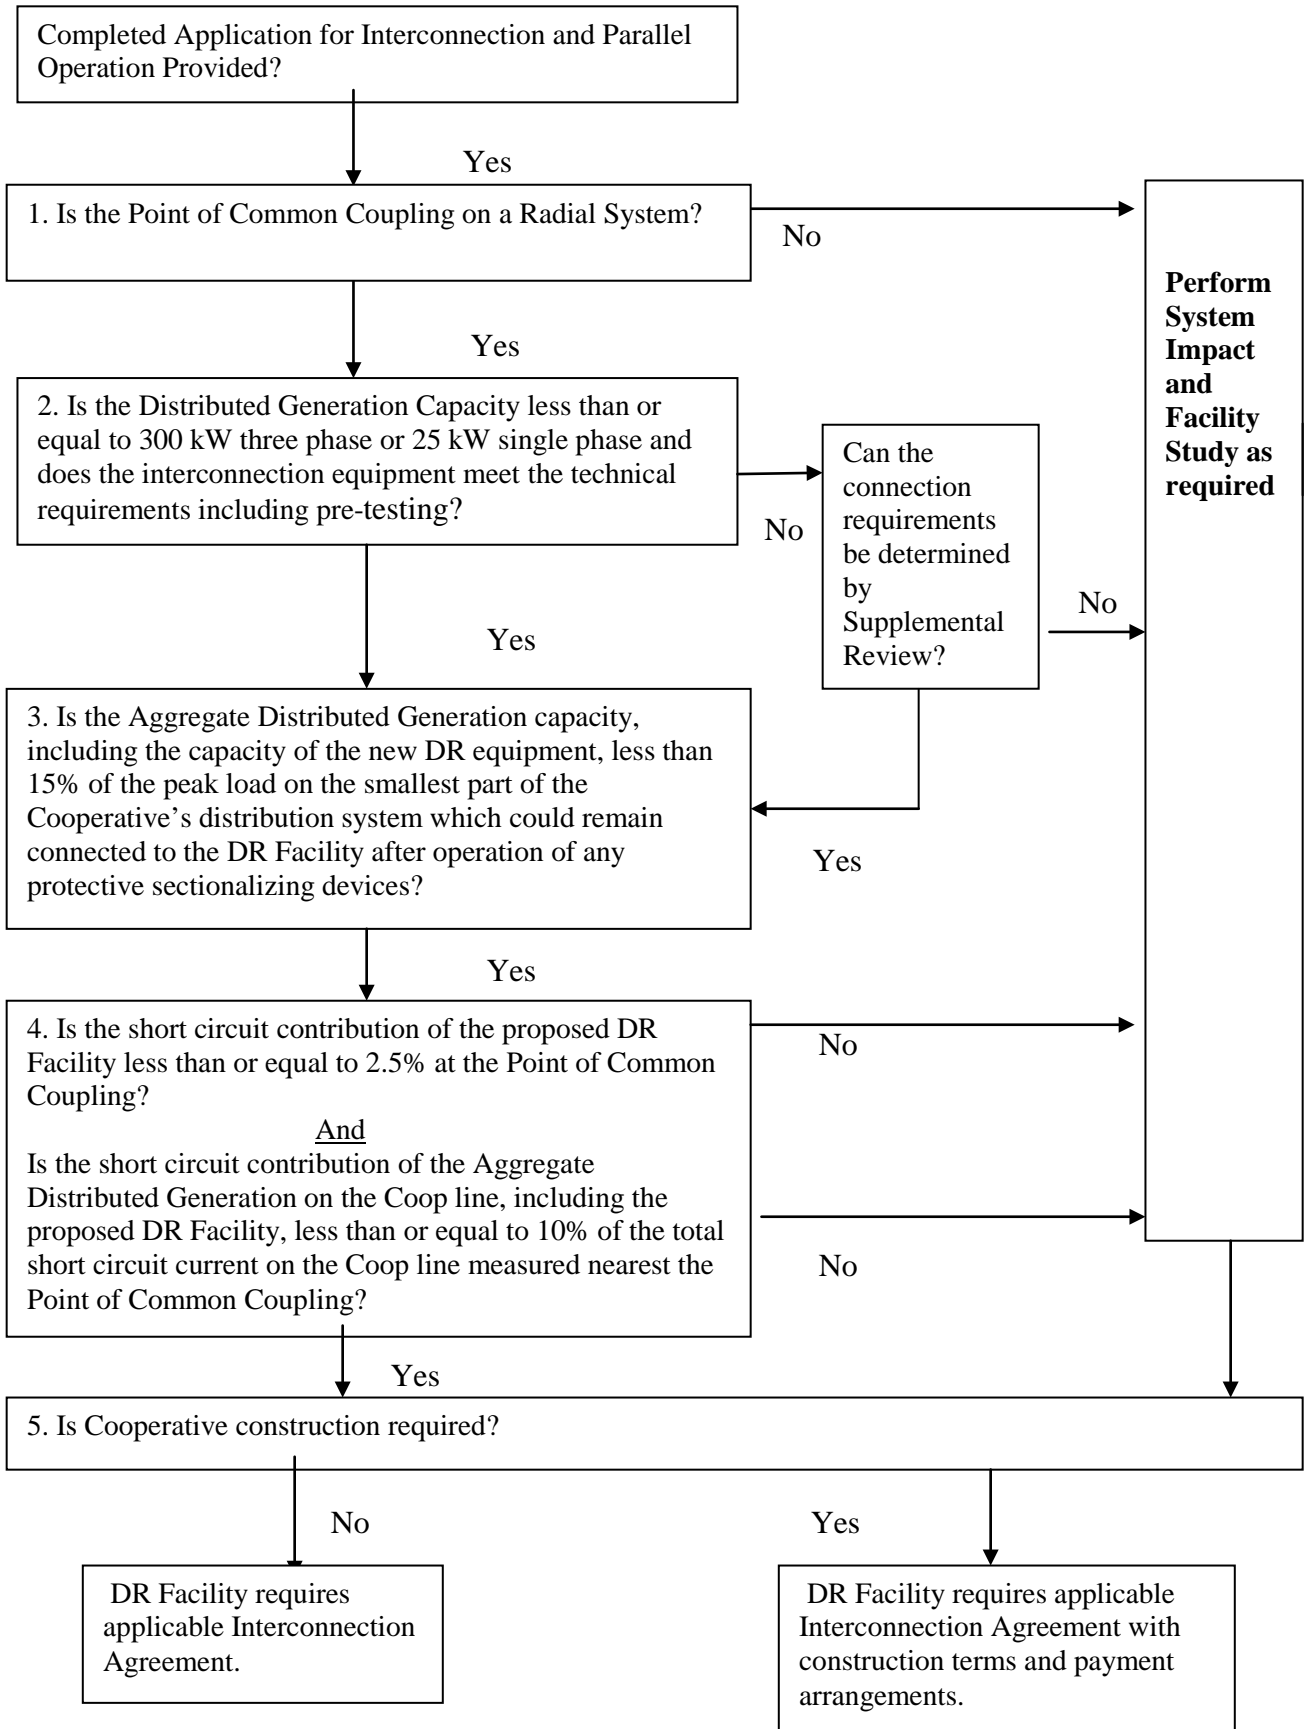 Completed Application for Interconnection and Parallel
Operation Provided?
Yes
1. Is the Point of Common Coupling on a Radial System?
No
Yes
Perform
System
Impact
and
Facility
Study as
required
2. Is the Distributed Generation Capacity less than or
equal to 300 kW three phase or 25 kW single phase and
does the interconnection equipment meet the technical
requirements including pre-testing?
No
Can the
connection
requirements
be determined
by
Supplemental
Review?
No
Yes
3. Is the Aggregate Distributed Generation capacity,
including the capacity of the new DR equipment, less than
15% of the peak load on the smallest part of the
Cooperative's distribution system which could remain
connected to the DR Facility after operation of any
protective sectionalizing devices?
Yes
Yes
4. Is the short circuit contribution of the proposed DR
Facility less than or equal to 2.5% at the Point of Common
Coupling?
And
Is the short circuit contribution of the Aggregate
Distributed Generation on the Coop line, including the
proposed DR Facility, less than or equal to 10% of the total
short circuit current on the Coop line measured nearest the
Point of Common Coupling?
No
No
Yes
5. Is Cooperative construction required?
No
Yes
DR Facility requires
applicable Interconnection
Agreement.
DR Facility requires applicable
Interconnection Agreement with
construction terms and payment
arrangements.